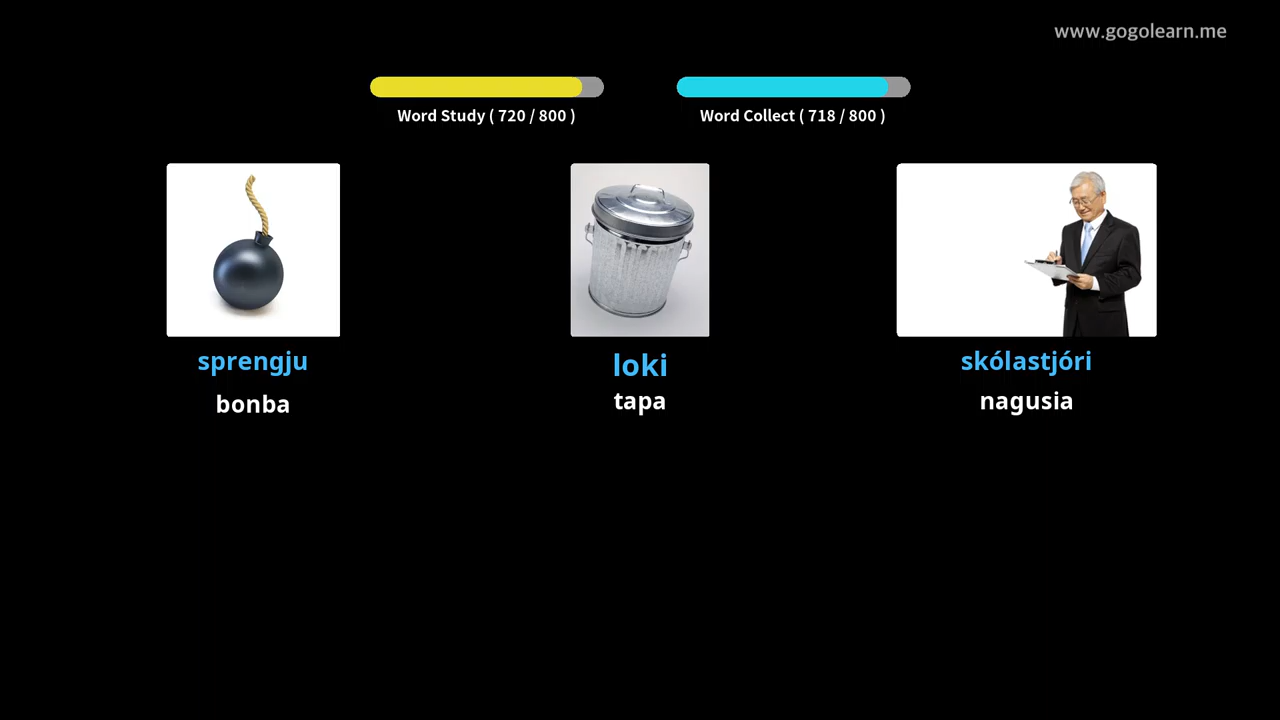 www.gogolearn.me
Word Study ( 720 / 800 )
Word Collect ( 718 / 800 )
sprengju
bonba
loki
tapa
skólastjóri
nagusia